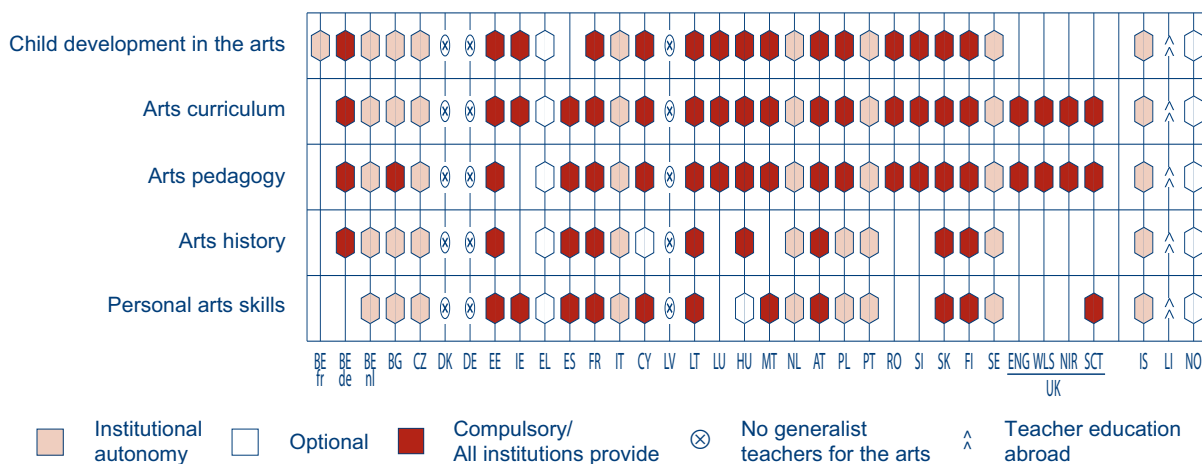 Child development in the arts
Arts curriculum
Arts pedagogy
Arts history
Personal arts skills
BE fr BE de BE nl BG CZ DK DE EE IE EL ES FR IT CY LV LT LU HU MT NL AT PL PT RO SI SK FI SE ENG WLS NIR SCT IS LI NO
UK
Institutional autonomy
Optional
Compulsory/
All institutions provide
No generalist
teachers for the arts
Teacher education
abroad